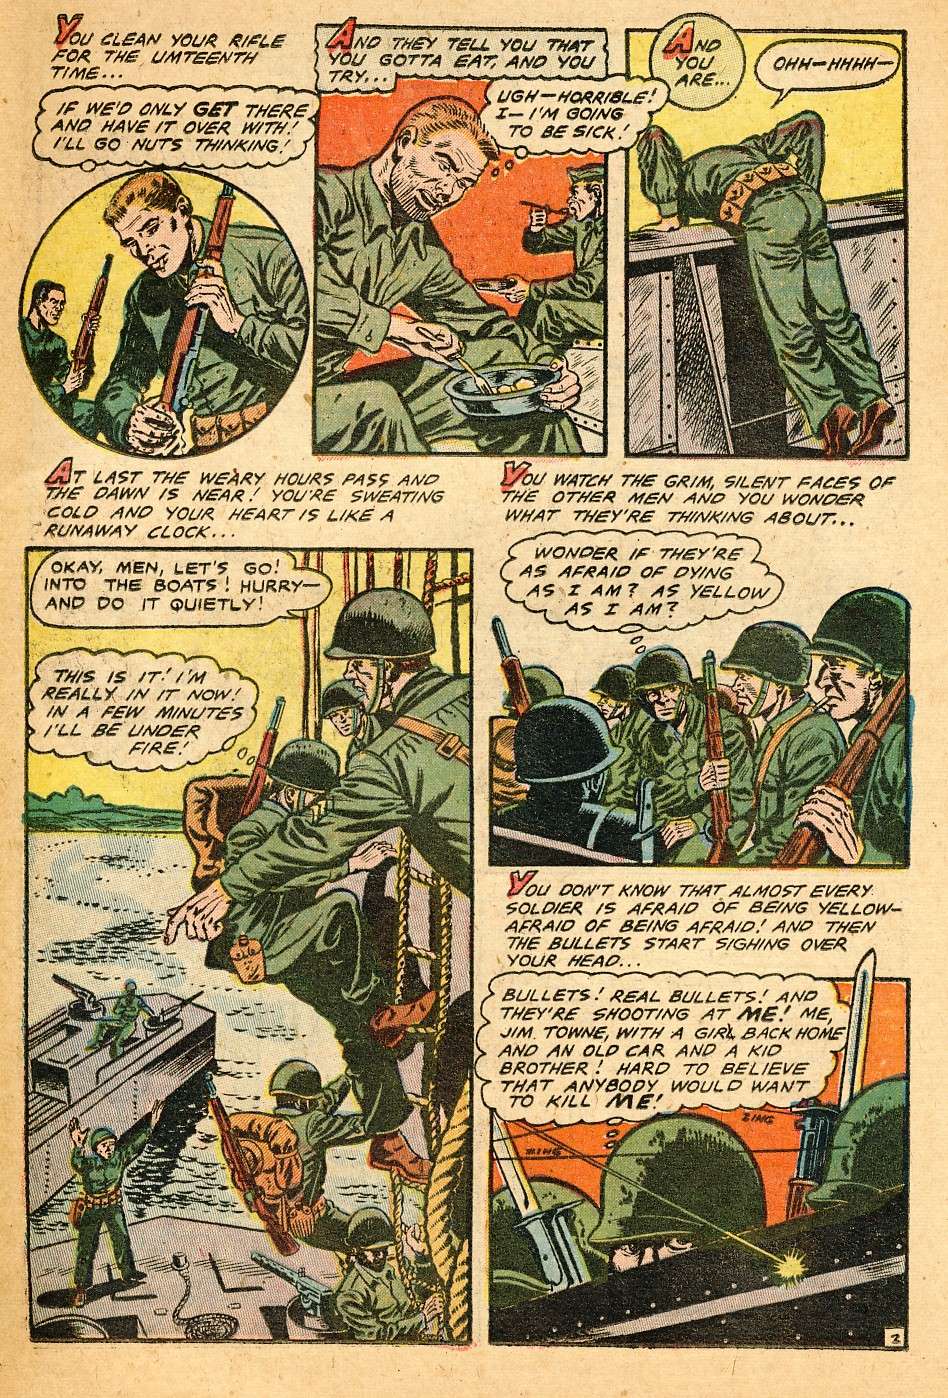 YOU CLEAN YOUR RIFLE
FOR THE UMTEENTH
TIME...
IF WE'D ONLY GET THERE
AND HAVE IT OVER WITH!
I'LL GO NUTS THINKING!
AND THEY TELL YOU THAT
YOU GOTTA EAT, AND YOU
TRY...
UGH—HORRIBLE!
I—I'M GOING
TO BE SICK!
AND
YOU
ARE...
OHH—HHHH—
AT LAST THE WEARY HOURS PASS AND
THE DAWN IS NEAR! YOU'RE SWEATING
COLD AND YOUR HEART IS LIKE A
RUNAWAY CLOCK...
OKAY, MEN, LET'S GO!
INTO THE BOATS! HURRY—
AND DO IT QUIETLY!
THIS IS IT! I'M
REALLY IN IT NOW!
IN A FEW MINUTES
I'LL BE UNDER
FIRE!
YOU WATCH THE GRIM, SILENT FACES OF
THE OTHER MEN AND YOU WONDER
WHAT THEY'RE THINKING ABOUT...
WONDER IF THEY'RE
AS AFRAID OF DYING
AS I AM? AS YELLOW
AS I AM?
YOU DON'T KNOW THAT ALMOST EVERY
SOLDIER IS AFRAID OF BEING YELLOW—
AFRAID OF BEING AFRAID! AND THEN
THE BULLETS START SIGHING OVER
YOUR HEAD...
BULLETS! REAL BULLETS! AND
THEY'RE SHOOTING AT ME! ME,
JIM TOWNE, WITH A GIRL BACK HOME
AND AN OLD CAR AND A KID
BROTHER! HARD TO BELIEVE
THAT ANYBODY WOULD WANT
TO KILL ME!
ZING
ZING
2